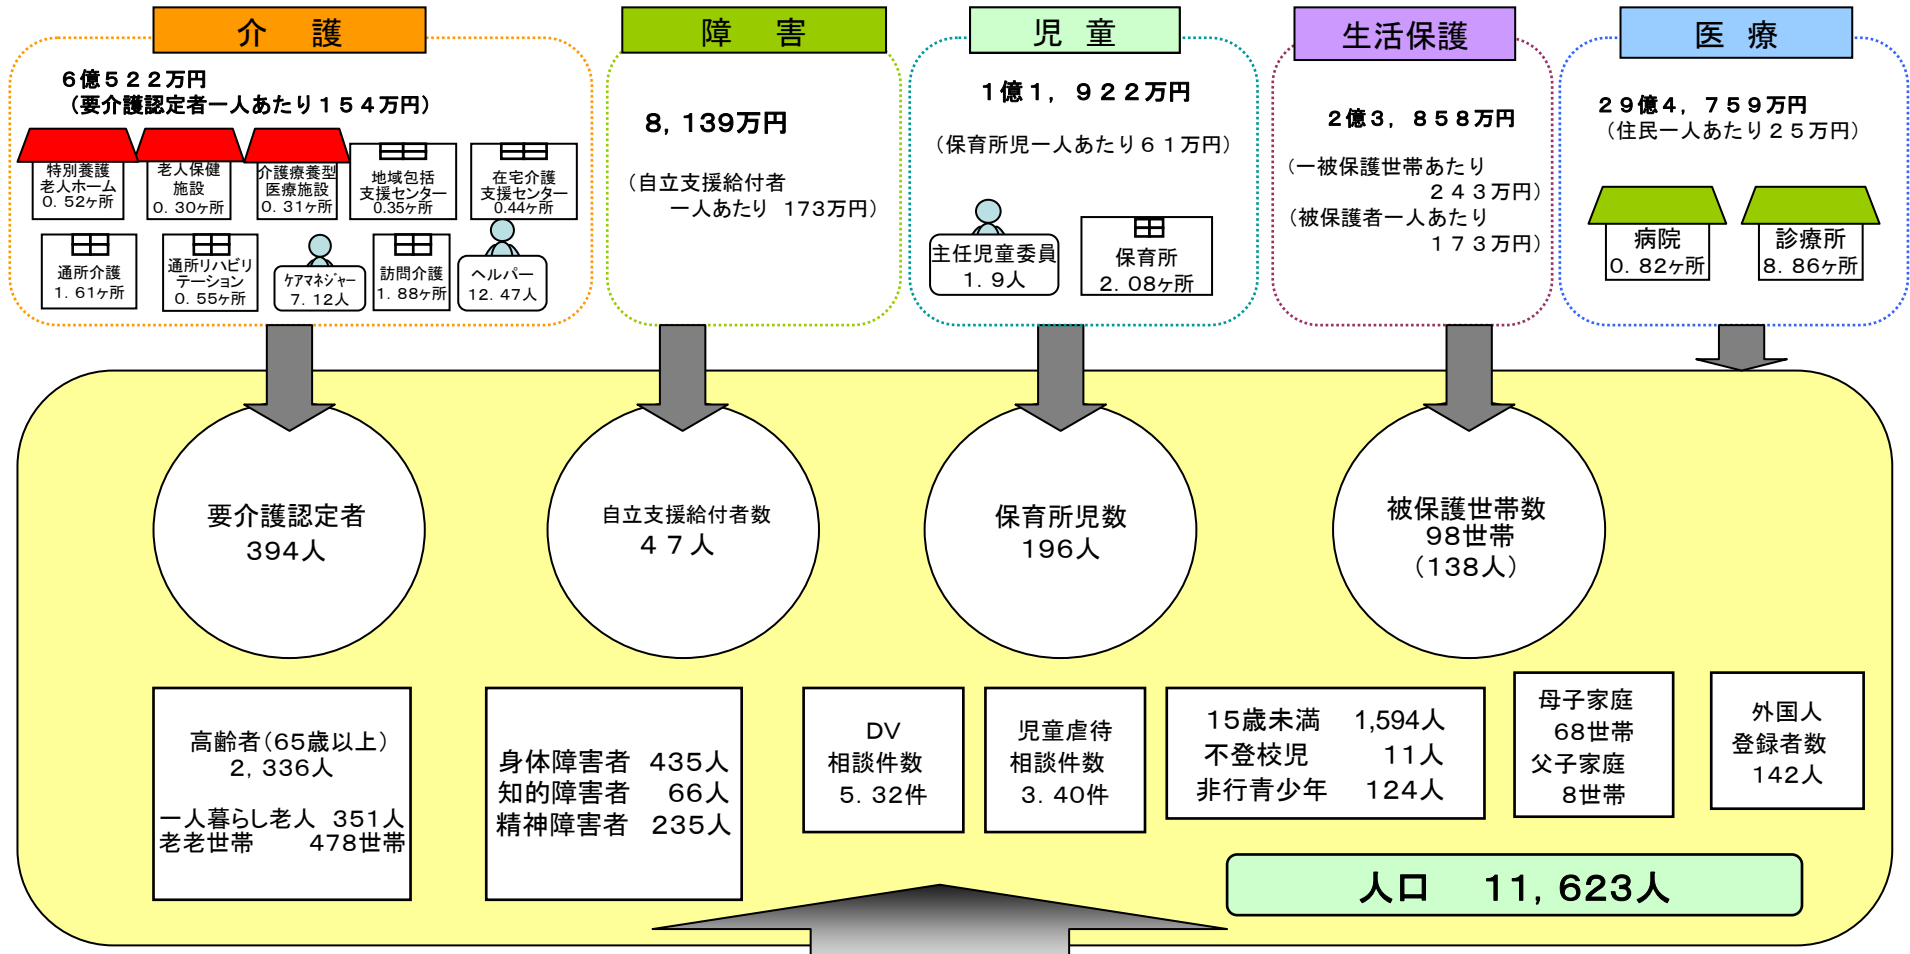 介　護
6億522万円
(要介護認定者一人あたり154万円)
特別養護
老人ホーム
0.52ヶ所
老人保健
施設
0.30ヶ所
介護療養型
医療施設
0.31ヶ所
地域包括
支援センター
0.35ヶ所
在宅介護
支援センター
0.44ヶ所
通所介護
1.61ヶ所
通所リハビリ
テーション
0.55ヶ所
ケアマネジャー
7.12人
訪問介護
1.88ヶ所
ヘルパー
12.47人
障　害
8,139万円
(自立支援給付者
一人あたり 173万円)
児 童
1億1,922万円
(保育所児一人あたり61万円)
主任児童委員
1.9人
保育所
2.08ヶ所
生活保護
2億3,858万円
(一被保護世帯あたり
243万円)
(被保護者一人あたり
173万円)
医 療
29億4,759万円
(住民一人あたり25万円)
病院
0.82ヶ所
診療所
8.86ヶ所
要介護認定者
394人
自立支援給付者数
47人
保育所児数
196人
被保護世帯数
98世帯
(138人)
高齢者(65歳以上)
2,336人
一人暮らし老人 351人
老老世帯 478世帯
身体障害者 435人
知的障害者 66人
精神障害者 235人
DV
相談件数
5.32件
児童虐待
相談件数
3.40件
15歳未満 1,594人
不登校児 11人
非行青少年 124人
母子家庭
68世帯
父子家庭
8世帯
外国人
登録者数
142人
人口　11,623人